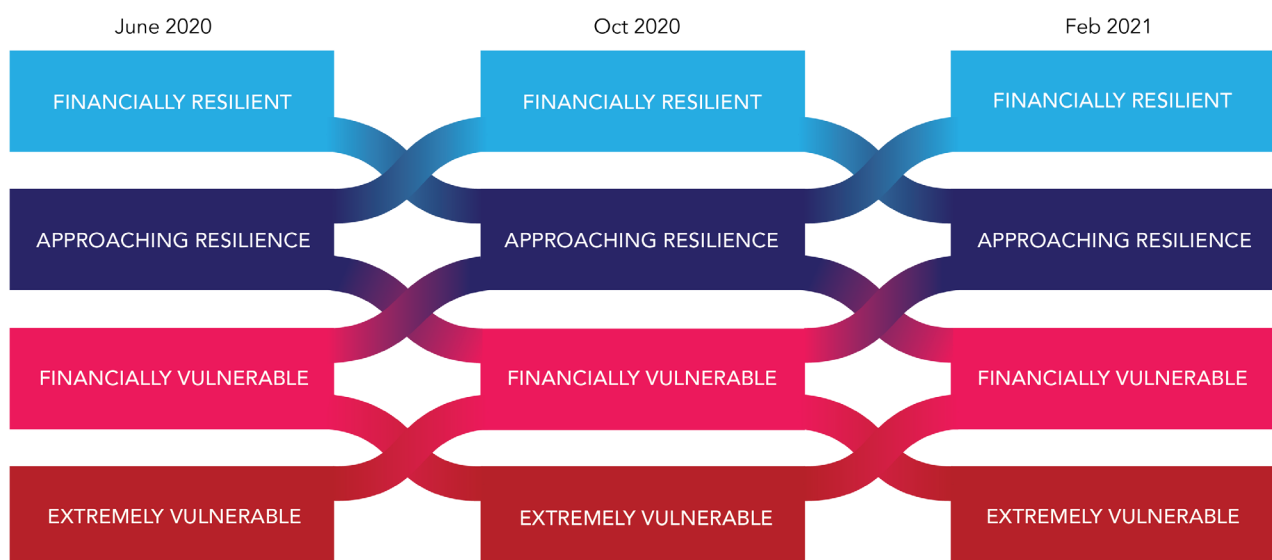 June 2020
Oct 2020
Feb 2021
FINANCIALLY RESILIENT
FINANCIALLY RESILIENT
FINANCIALLY RESILIENT
APPROACHING RESILIENCE
APPROACHING RESILIENCE
APPROACHING RESILIENCE
FINANCIALLY VULNERABLE
FINANCIALLY VULNERABLE
FINANCIALLY VULNERABLE
EXTREMELY VULNERABLE
EXTREMELY VULNERABLE
EXTREMELY VULNERABLE